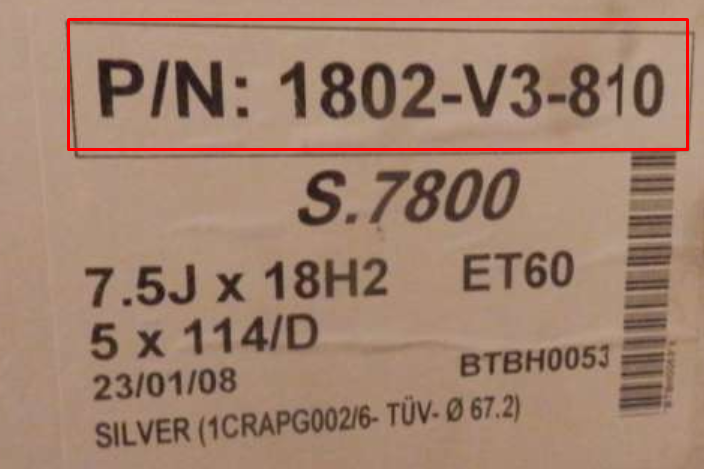 P/N: 1802-V3-810
S.7800
7.5J x 18H2 ET60
5 x 114/D
BTBH0053
23/01/08
SILVER (1CRAPG002/6- TÜV- Ø 67.2)